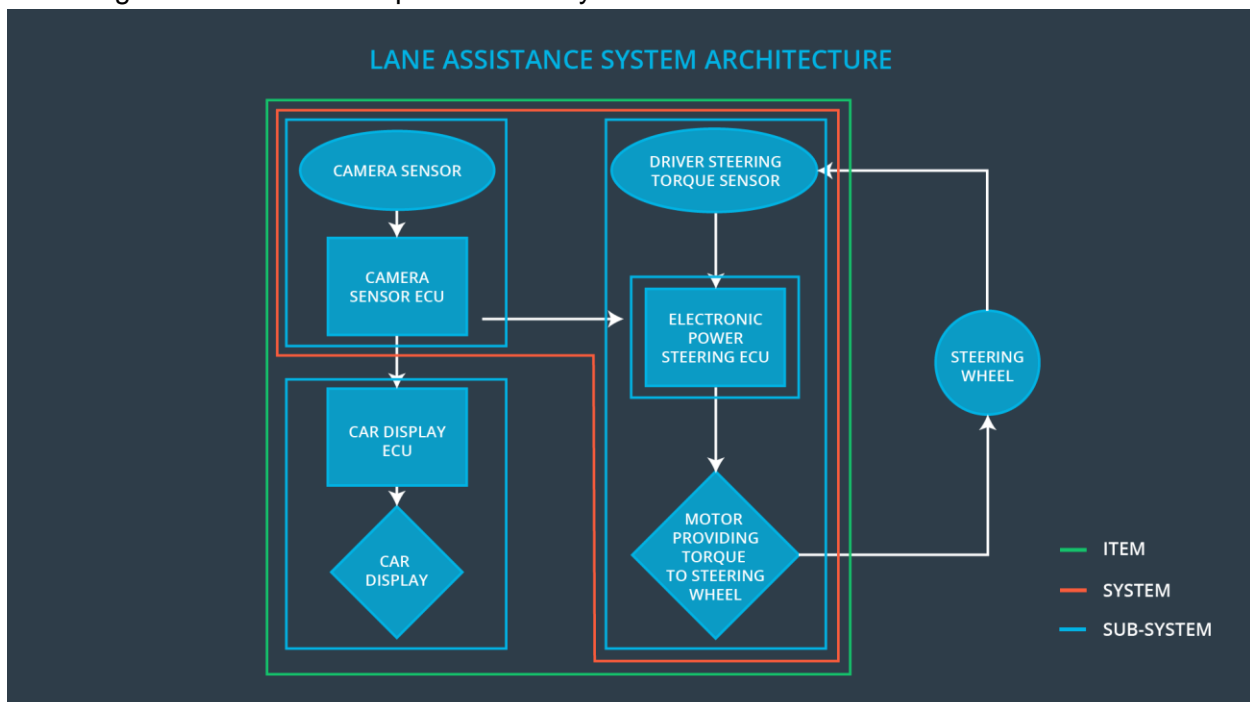 LANE ASSISTANCE SYSTEM ARCHITECTURE
CAMERA SENSOR
CAMERA
SENSOR ECU
CAR DISPLAY
ECU
CAR
DISPLAY
DRIVER STEERING
TORQUE SENSOR
ELECTRONIC
POWER
STEERING ECU
MOTOR
PROVIDING
TORQUE
TO STEERING
WHEEL
STEERING
WHEEL
ITEM
SYSTEM
SUB-SYSTEM